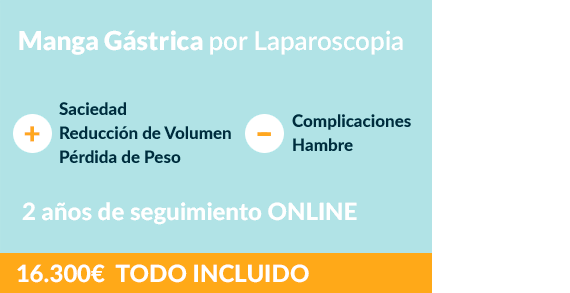 Manga Gástrica por Laparoscopia
+
Saciedad
Reducción de Volumen
Pérdida de Peso
–
Complicaciones
Hambre
2 años de seguimiento ONLINE
16.300€ TODO INCLUIDO